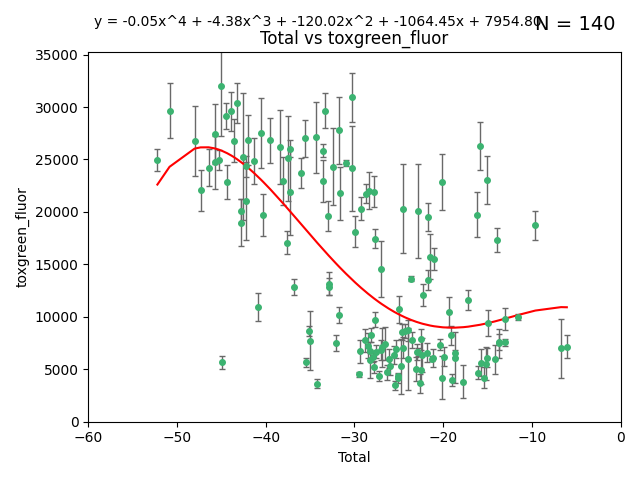 y = -0.05x^4 + -4.38x^3 + -120.02x^2 + -1064.45x + 7954.80
N = 140
Total vs toxgreen_fluor
35000
30000
25000
20000
15000
10000
5000
0
toxgreen_fluor
−60 −50 −40 −30 −20 −10 0
Total